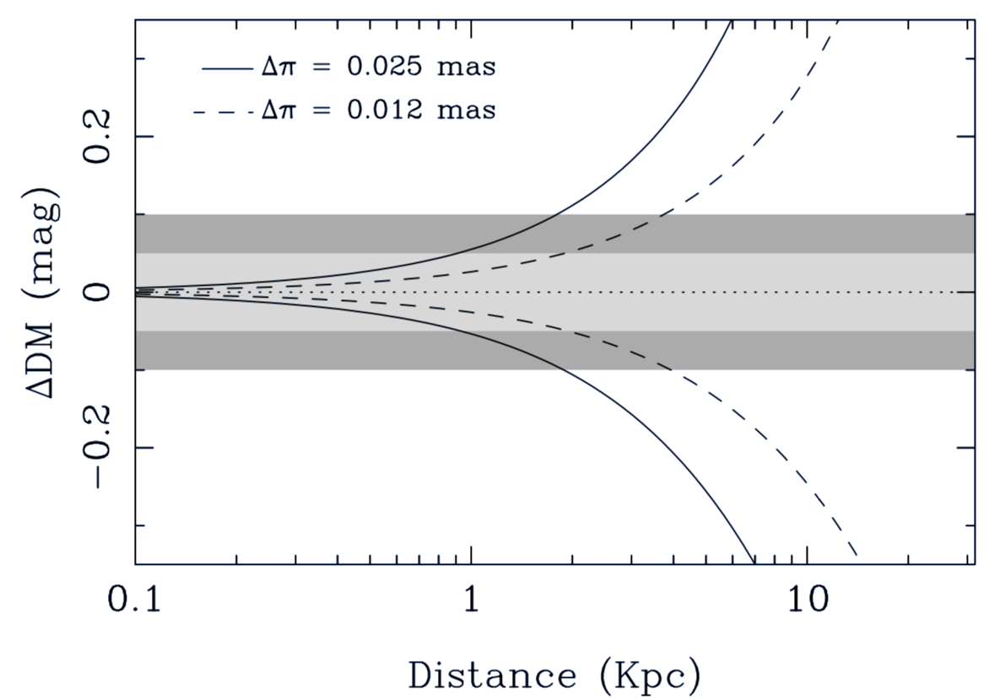 Δπ = 0.025 mas
Δπ = 0.012 mas
0.2
0
−0.2
ΔDM (mag)
0.1 1 10
Distance (Kpc)